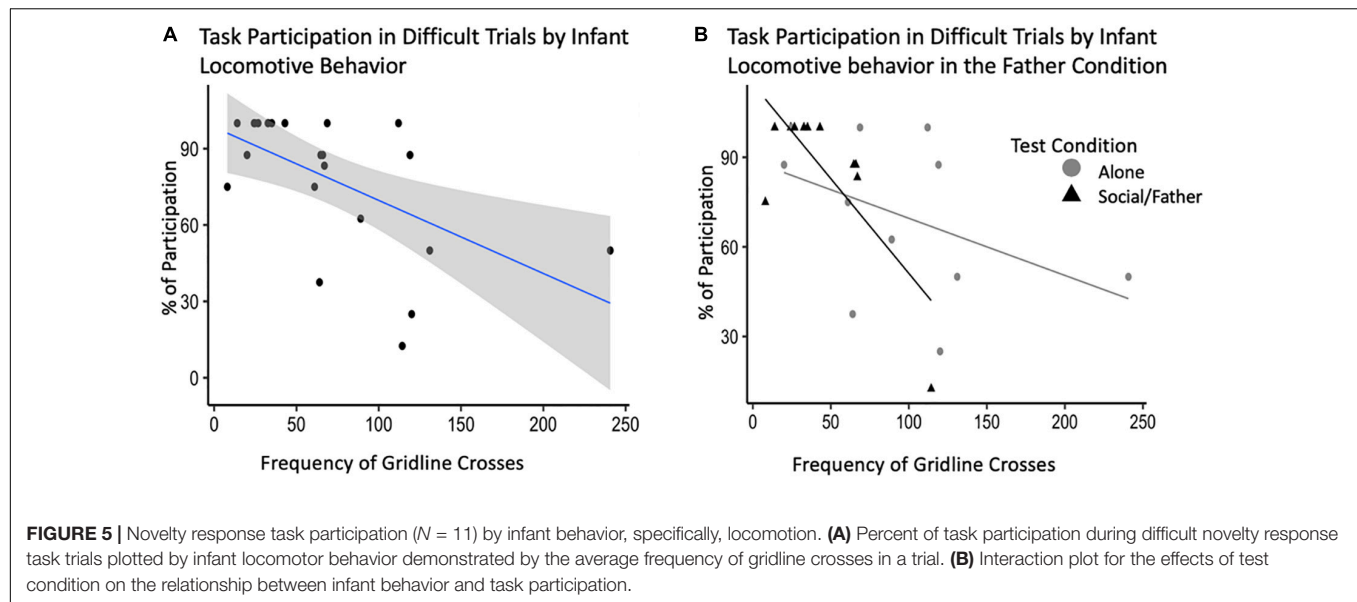 A Task Participation in Difficult Trials by Infant
Locomotive Behavior
% of Participation
90
60
30
0
0 50 100 150 200 250
Frequency of Gridline Crosses
B Task Participation in Difficult Trials by Infant
Locomotive behavior in the Father Condition
% of Participation
90
60
30
0 50 100 150 200 250
Frequency of Gridline Crosses
Test Condition
Alone
Social/Father
FIGURE 5 | Novelty response task participation (N = 11) by infant behavior, specifically, locomotion. (A) Percent of task participation during difficult novelty response
task trials plotted by infant locomotor behavior demonstrated by the average frequency of gridline crosses in a trial. (B) Interaction plot for the effects of test
condition on the relationship between infant behavior and task participation.